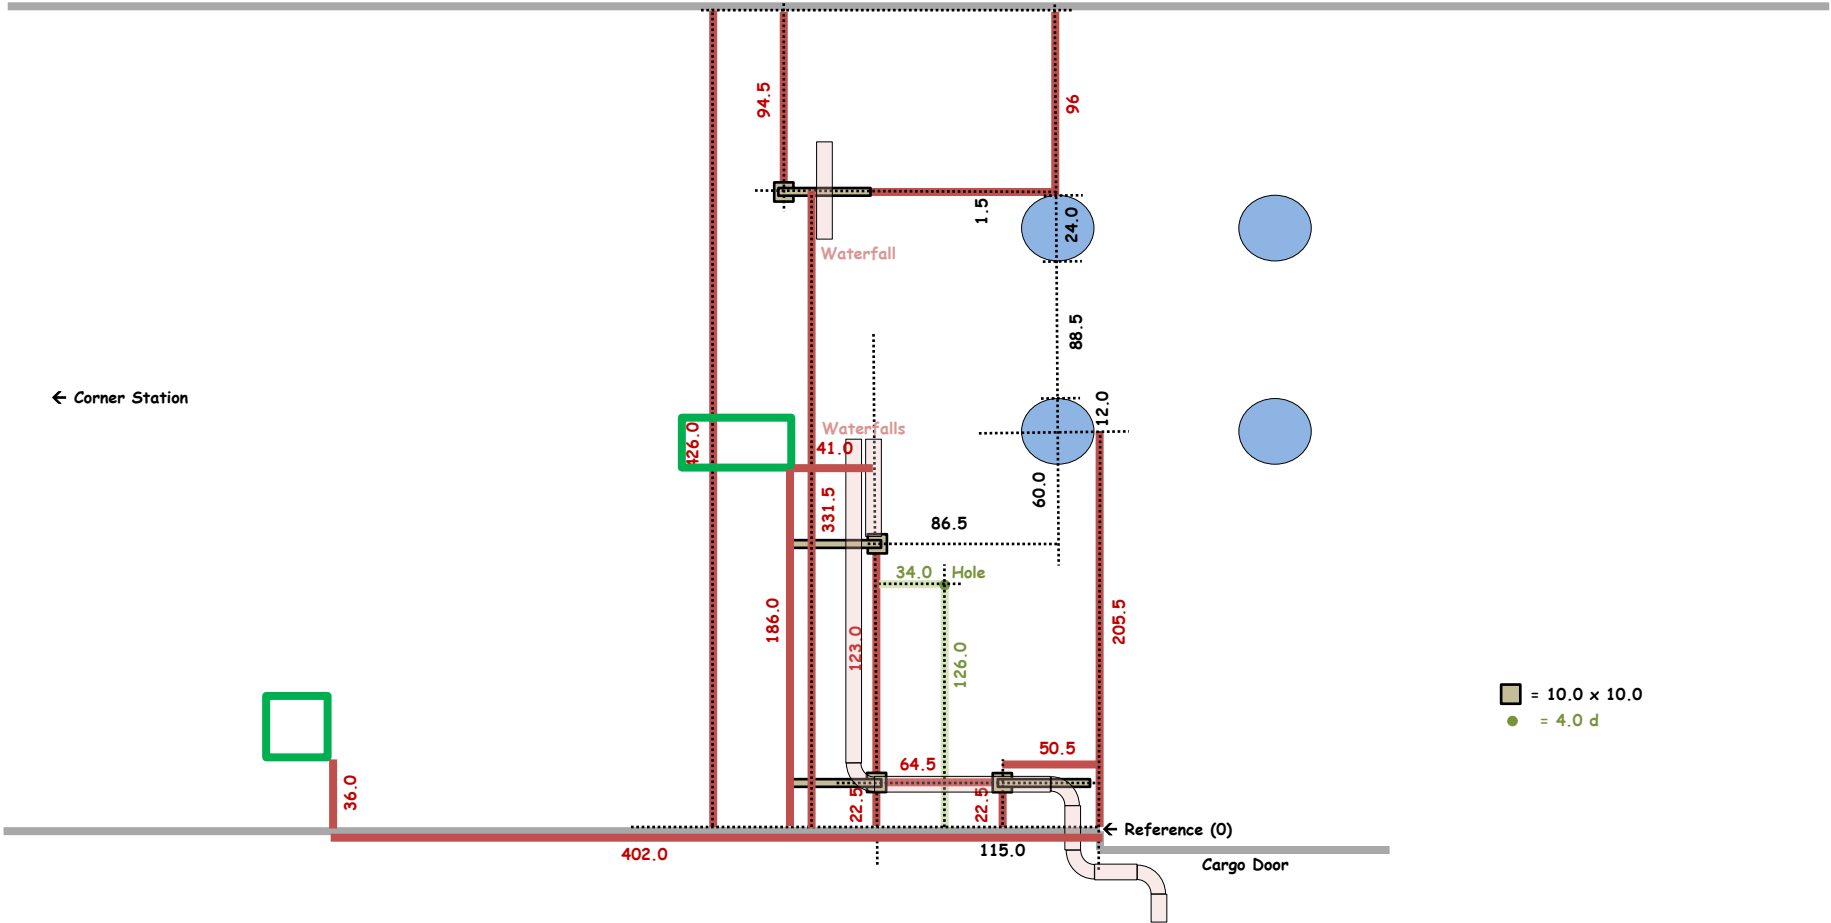 94.5
96
1.5
24.0
Waterfall
88.5
← Corner Station
12.0
Waterfalls
426.0
41.0
331.5
60.0
86.5
34.0
Hole
186.0
123.0
126.0
205.5
= 10.0 x 10.0
= 4.0 d
50.5
64.5
36.0
22.5
22.5
← Reference (0)
402.0
115.0
Cargo Door